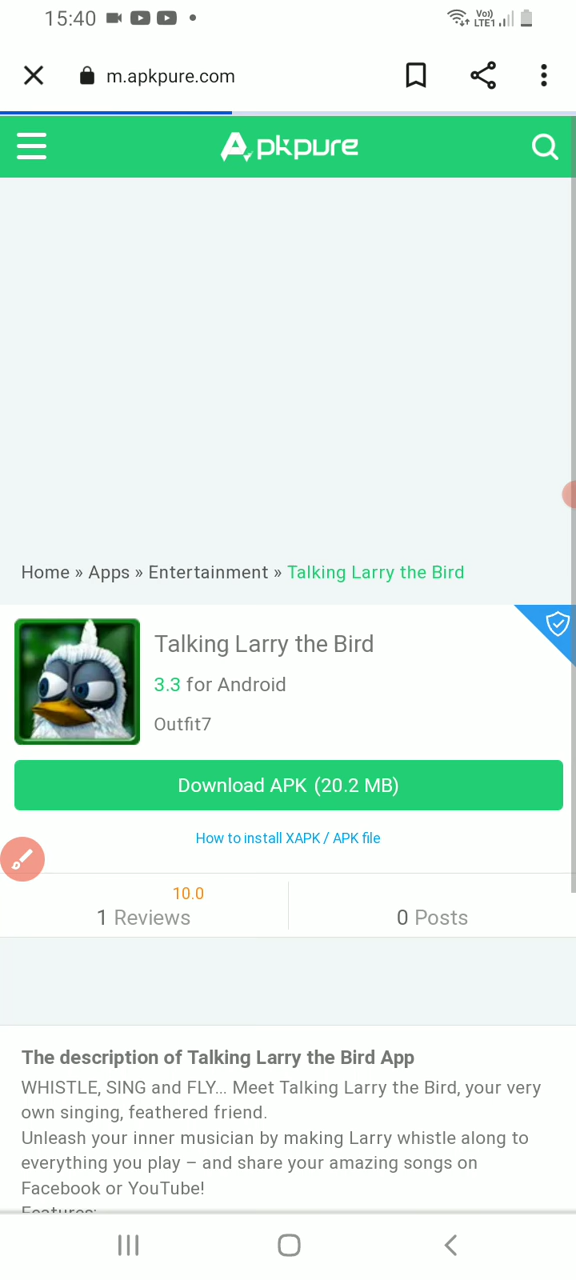 15:40
Vo)) LTE1
m.apkpure.com
Apkpure
Home » Apps » Entertainment » Talking Larry the Bird
Talking Larry the Bird
3.3 for Android
Outfit7
Download APK (20.2 MB)
How to install XAPK / APK file
10.0
1 Reviews
0 Posts
The description of Talking Larry the Bird App
WHISTLE, SING and FLY... Meet Talking Larry the Bird, your very
own singing, feathered friend.
Unleash your inner musician by making Larry whistle along to
everything you play – and share your amazing songs on
Facebook or YouTube!
Features: